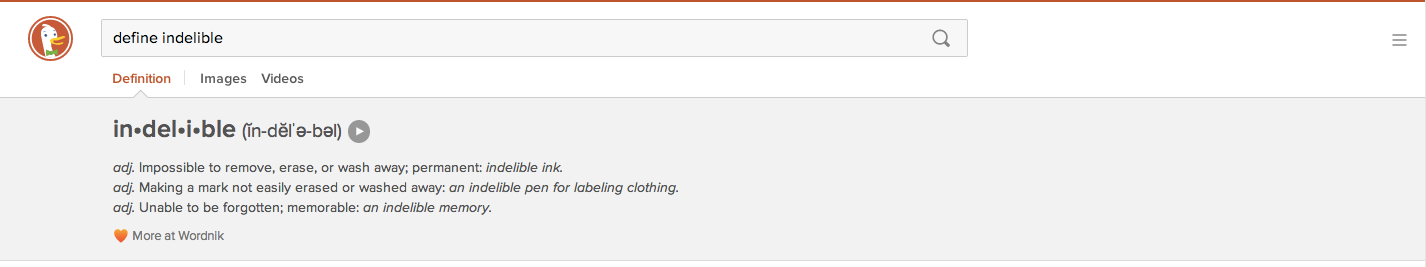 define indelible
Definition Images Videos
in•del•i•ble (ĭn-dĕlˈə-bəl)
adj. Impossible to remove, erase, or wash away; permanent: indelible ink.
adj. Making a mark not easily erased or washed away: an indelible pen for labeling clothing.
adj. Unable to be forgotten; memorable: an indelible memory.
More at Wordnik